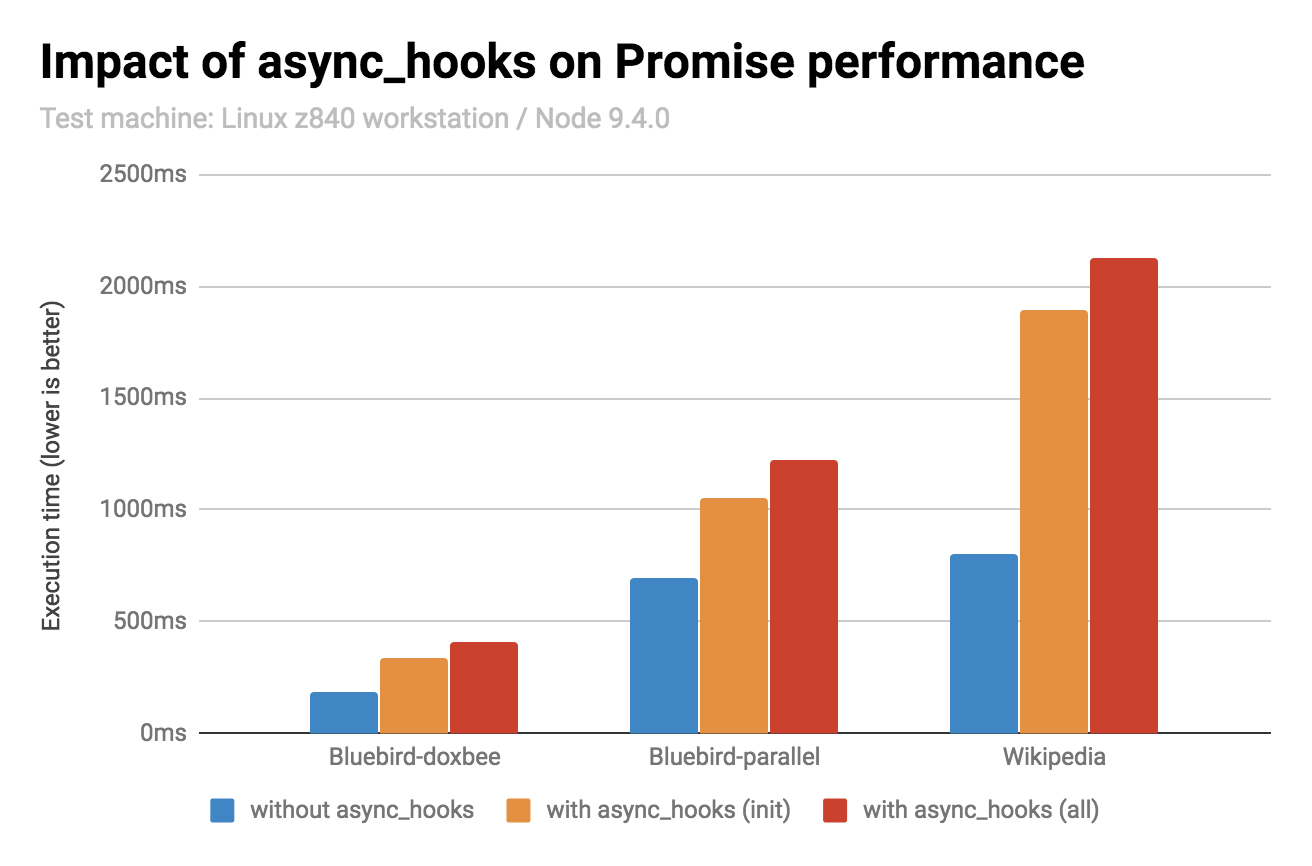 Impact of async_hooks on Promise performance
Test machine: Linux z840 workstation / Node 9.4.0
Execution time (lower is better)
2500ms
2000ms
1500ms
1000ms
500ms
0ms
Bluebird-doxbee
Bluebird-parallel
Wikipedia
without async_hooks
with async_hooks (init)
with async_hooks (all)